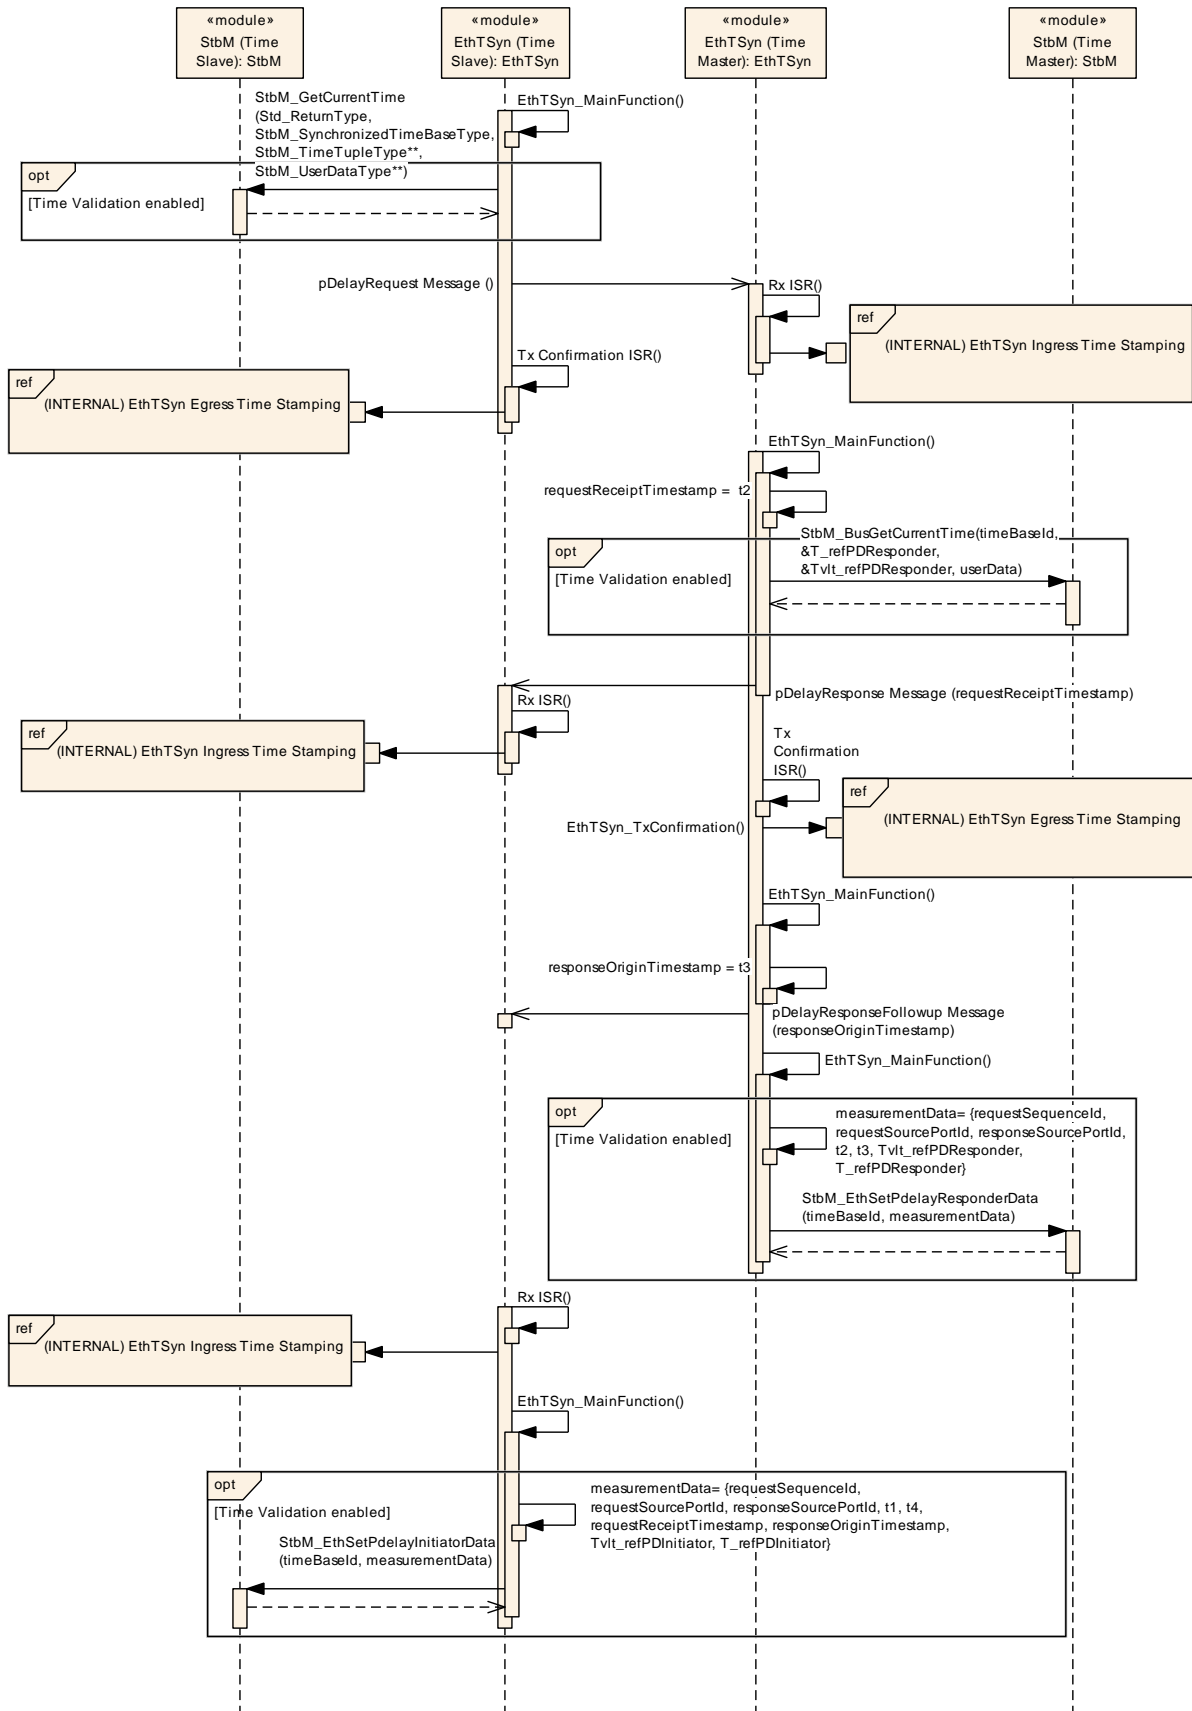 «module»
StbM (Time
Slave): StbM
«module»
EthTSyn (Time
Slave): EthTSyn
«module»
EthTSyn (Time
Master): EthTSyn
«module»
StbM (Time
Master): StbM
StbM_GetCurrentTime
(Std_ReturnType,
StbM_SynchronizedTimeBaseType,
StbM_TimeTupleType**,
StbM_UserDataType**)
EthTSyn_MainFunction()
opt
[Time Validation enabled]
pDelayRequest Message ()
Rx ISR()
ref
(INTERNAL) EthTSyn Ingress Time Stamping
Tx Confirmation ISR()
ref
(INTERNAL) EthTSyn Egress Time Stamping
EthTSyn_MainFunction()
requestReceiptTimestamp = t2
StbM_BusGetCurrentTime(timeBaseId,
&T_refPDResponder,
&Tvlt_refPDResponder, userData)
opt
[Time Validation enabled]
pDelayResponse Message (requestReceiptTimestamp)
Rx ISR()
ref
(INTERNAL) EthTSyn Ingress Time Stamping
Tx
Confirmation
ISR()
ref
(INTERNAL) EthTSyn Egress Time Stamping
EthTSyn_TxConfirmation()
EthTSyn_MainFunction()
responseOriginTimestamp = t3
pDelayResponseFollowup Message
(responseOriginTimestamp)
EthTSyn_MainFunction()
opt
[Time Validation enabled]
measurementData= {requestSequenceId,
requestSourcePortId, responseSourcePortId,
t2, t3, Tvlt_refPDResponder,
T_refPDResponder}
StbM_EthSetPdelayResponderData
(timeBaseId, measurementData)
Rx ISR()
ref
(INTERNAL) EthTSyn Ingress Time Stamping
EthTSyn_MainFunction()
opt
[Time Validation enabled]
measurementData= {requestSequenceId,
requestSourcePortId, responseSourcePortId, t1, t4,
requestReceiptTimestamp, responseOriginTimestamp,
Tvlt_refPDInitiator, T_refPDInitiator}
StbM_EthSetPdelayInitiatorData
(timeBaseId, measurementData)